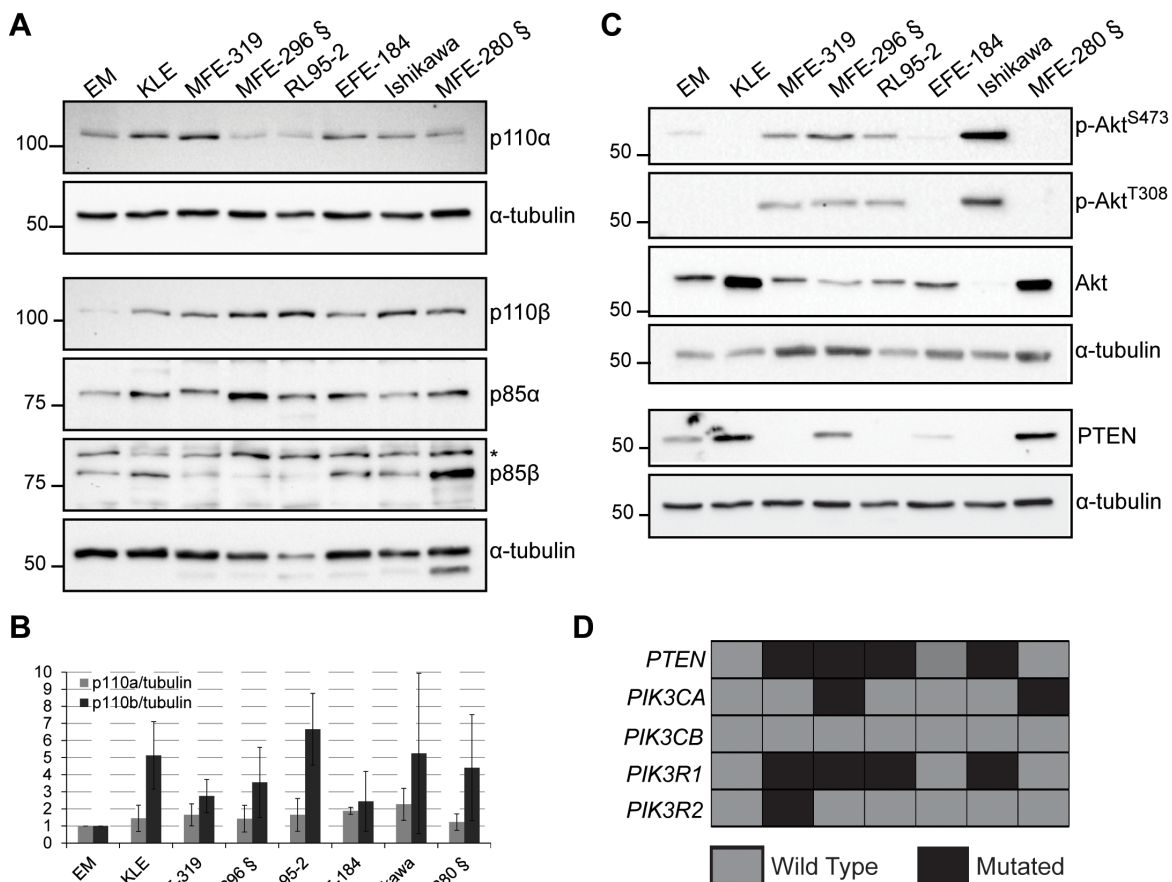 A
EM KLE MFE-319 MFE-296 § RL95-2 EFE-184 Ishikawa MFE-280 §
100 p110α
50 α-tubulin
100 p110β
75 p85α
*
75 p85β
50 α-tubulin
B
10
9
8
7
6
5
4
3
2
1
0
p110a/tubulin
p110b/tubulin
EM KLE -319 296 § 95-2 -184 kawa 280 §
C
EM KLE MFE-319 MFE-296 § RL95-2 EFE-184 Ishikawa MFE-280 §
50 p-Akt^S473
50 p-Akt^T308
50 Akt
50 α-tubulin
50 PTEN
50 α-tubulin
D
PTEN
PIK3CA
PIK3CB
PIK3R1
PIK3R2
Wild Type Mutated